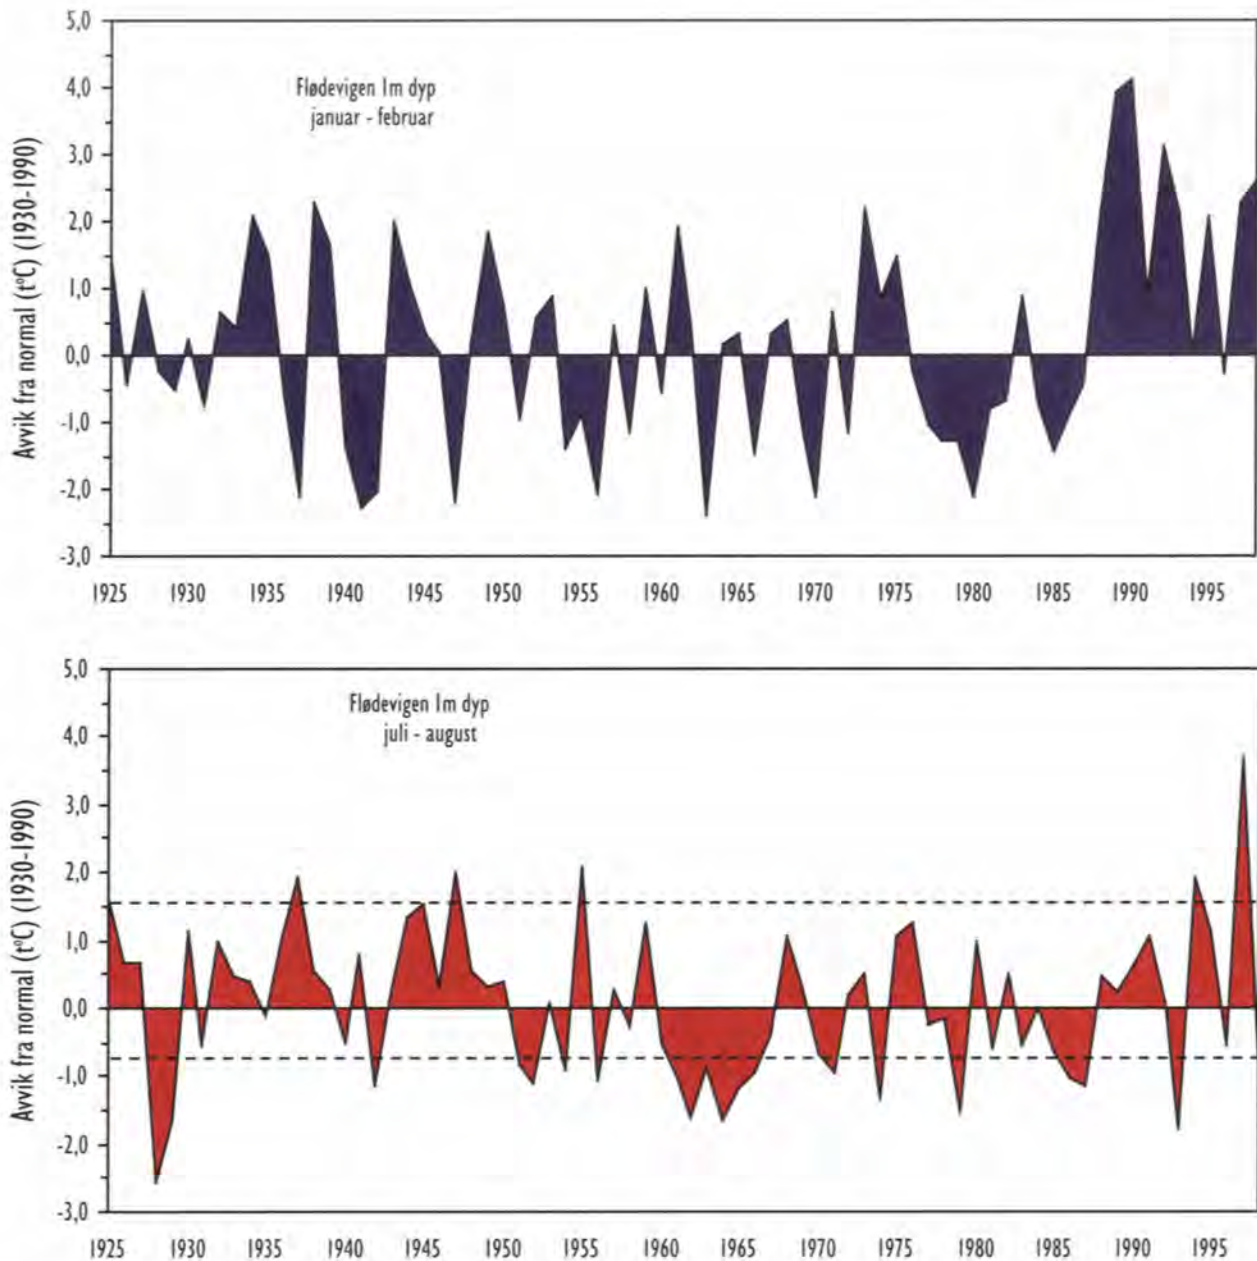 Avvik fra normal (t°C) (1930-1990)
5,0
4,0
3,0
2,0
1,0
0,0
-1,0
-2,0
-3,0
Flødevigen 1m dyp
januar - februar
1925 1930 1935 1940 1945 1950 1955 1960 1965 1970 1975 1980 1985 1990 1995
Avvik fra normal (t°C) (1930-1990)
5,0
4,0
3,0
2,0
1,0
0,0
-1,0
-2,0
-3,0
Flødevigen 1m dyp
juli - august
1925 1930 1935 1940 1945 1950 1955 1960 1965 1970 1975 1980 1985 1990 1995